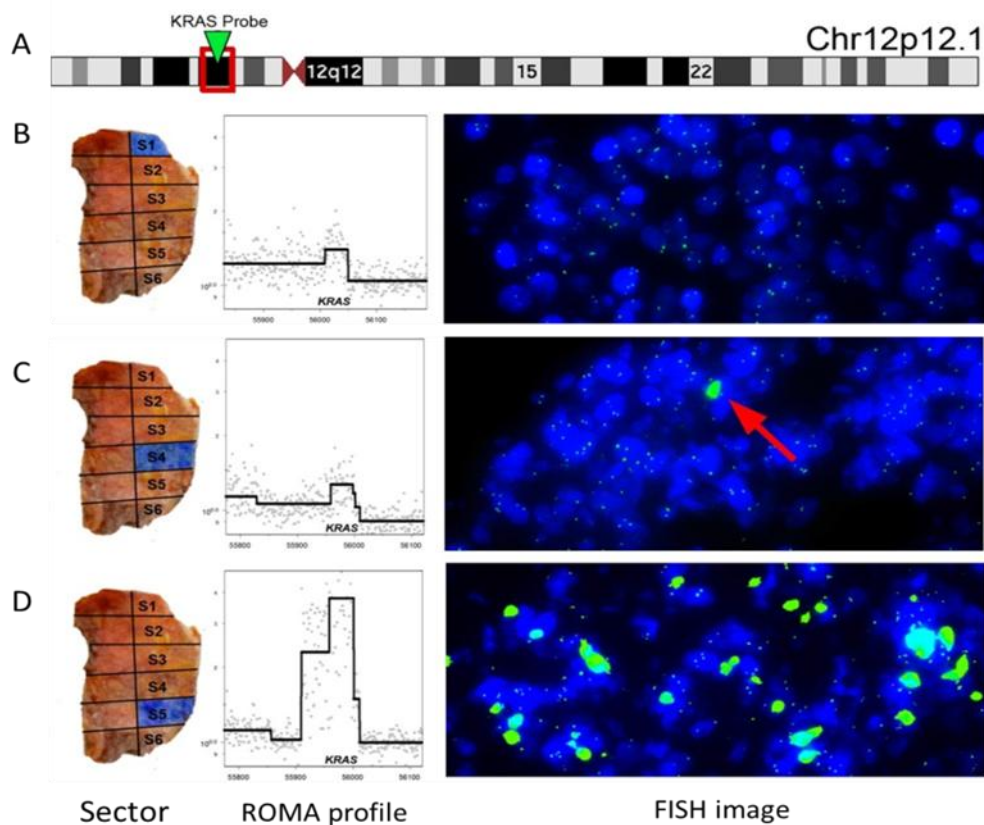 KRAS Probe
A
Chr12p12.1
12q12 15 22
B
S1
S2
S3
S4
S5
S6
KRAS
55900 56000 56100
C
S1
S2
S3
S4
S5
S6
KRAS
55800 55900 56000 56100
D
S1
S2
S3
S4
S5
S6
KRAS
55800 55900 56000 56100
Sector ROMA profile FISH image